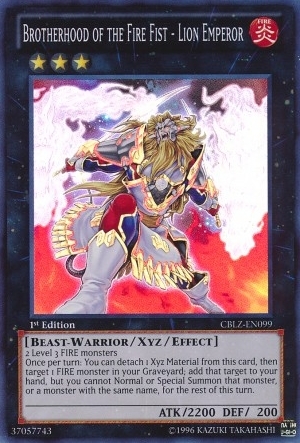 BROTHERHOOD OF THE FIRE FIST - LION EMPEROR
FIRE
炎
1st Edition
CBLZ-EN099
[BEAST-WARRIOR/XYZ/EFFECT]
2 Level 3 FIRE monsters
Once per turn: You can detach 1 Xyz Material from this card, then
target 1 FIRE monster in your Graveyard; add that target to your
hand, but you cannot Normal or Special Summon that monster,
or a monster with the same name, for the rest of this turn.
ATK/2200 DEF/ 200
37057743
©1996 KAZUKI TAKAHASHI